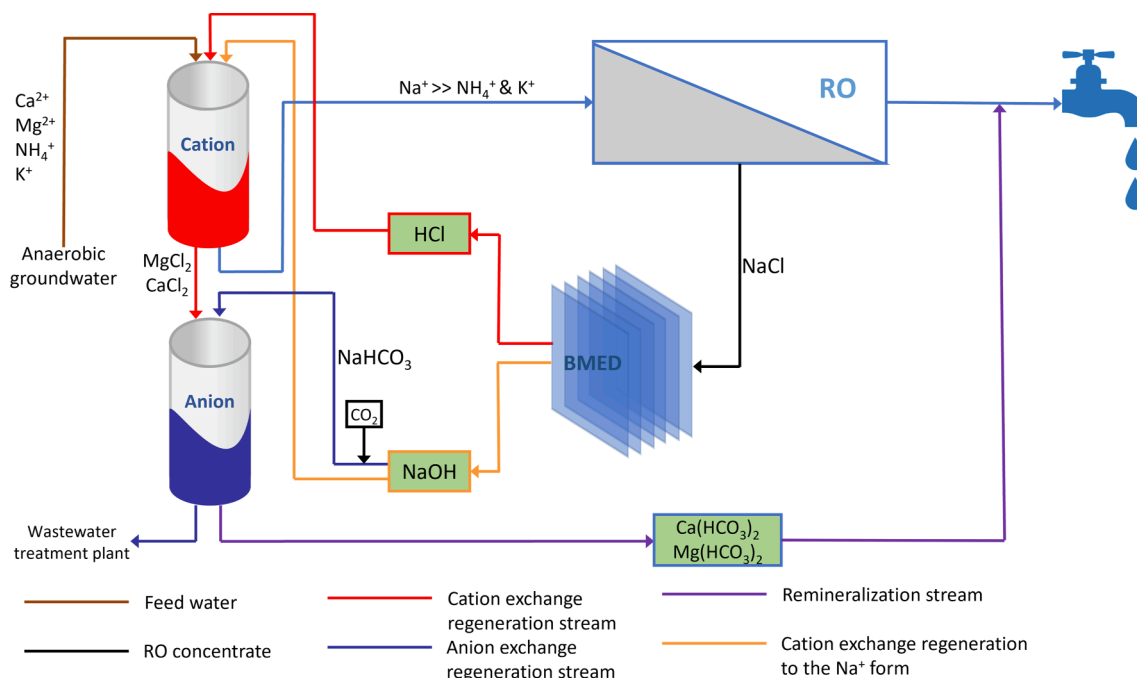 Ca²⁺
Mg²⁺
NH₄⁺
K⁺
Anaerobic
groundwater
Cation
Na⁺ >> NH₄⁺ & K⁺
RO
HCl
NaCl
MgCl₂
CaCl₂
NaHCO₃
BMED
Anion
CO₂
NaOH
Wastewater
treatment plant
Ca(HCO₃)₂
Mg(HCO₃)₂
Feed water
RO concentrate
Cation exchange
regeneration stream
Anion exchange
regeneration stream
Remineralization stream
Cation exchange regeneration
to the Na⁺ form